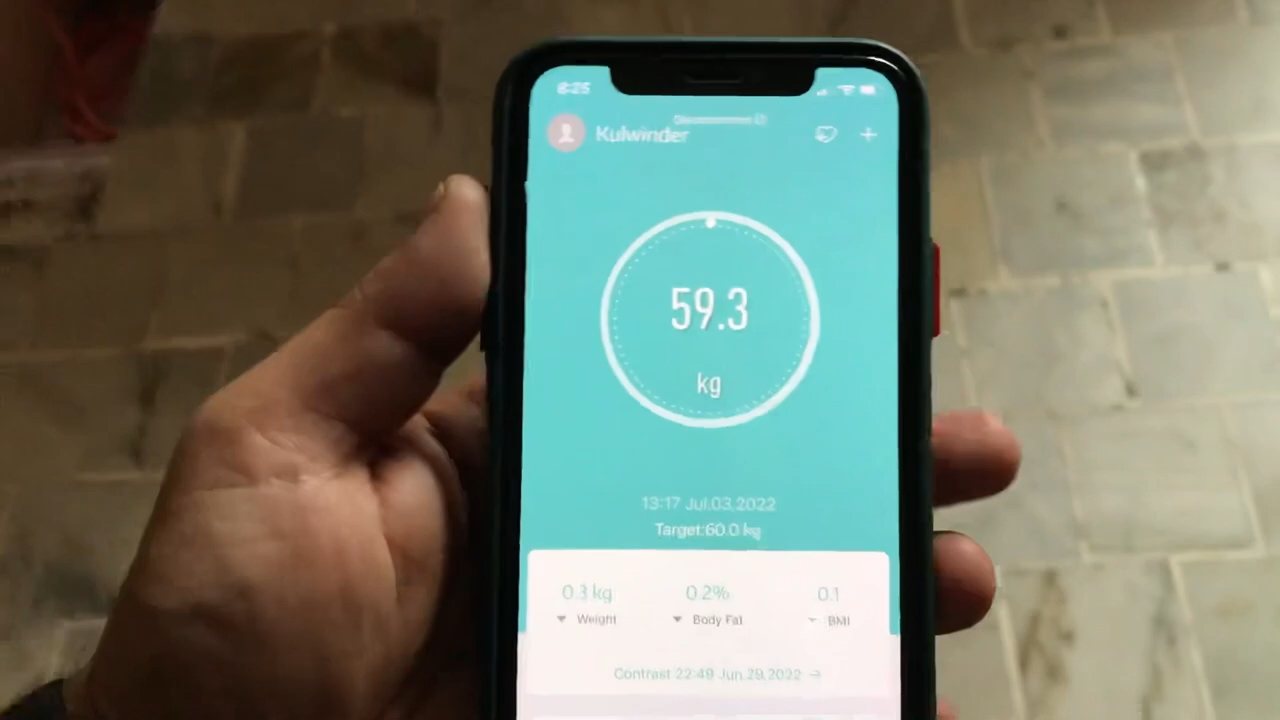 8:25
Kulwinder
59.3
kg
13:17 Jul.03.2022
Target:60.0 kg
0.3 kg 0.2% 0.1
Weight Body Fat BMI
Contrast 22:49 Jun.29.2022 →